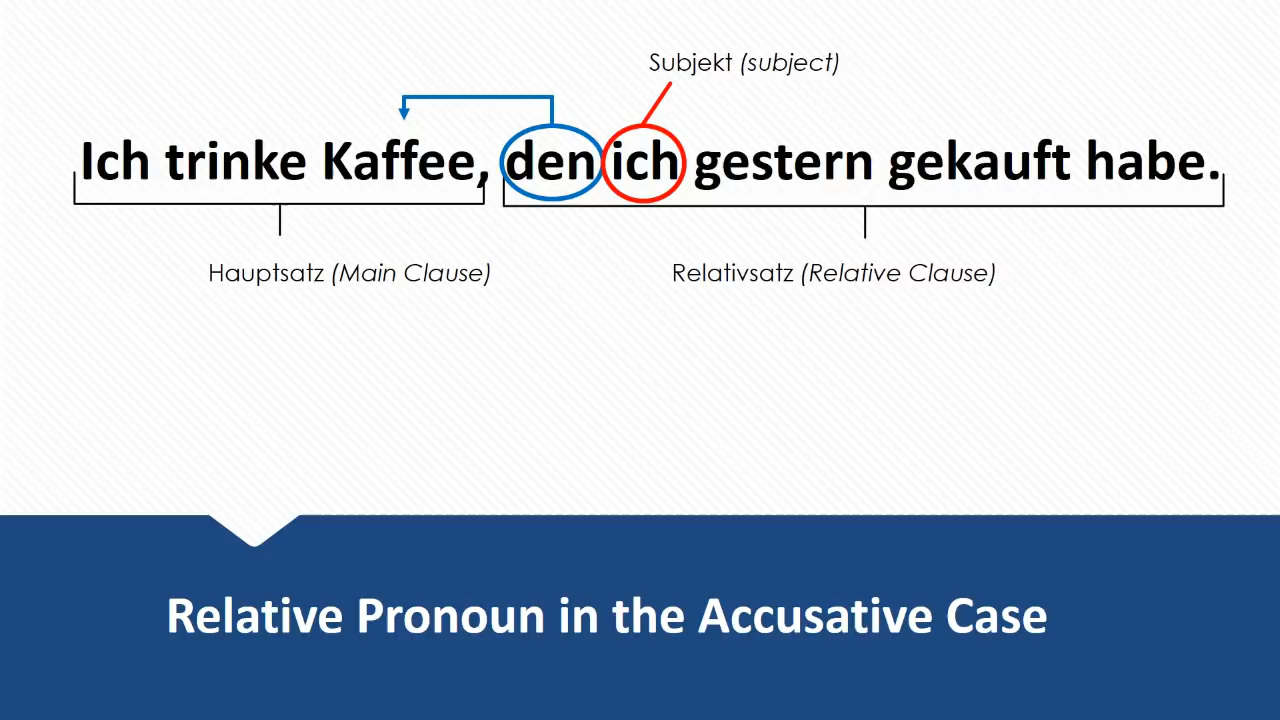 Subjekt (subject)
Ich trinke Kaffee, den ich gestern gekauft habe.
Hauptsatz (Main Clause)
Relativsatz (Relative Clause)
Relative Pronoun in the Accusative Case